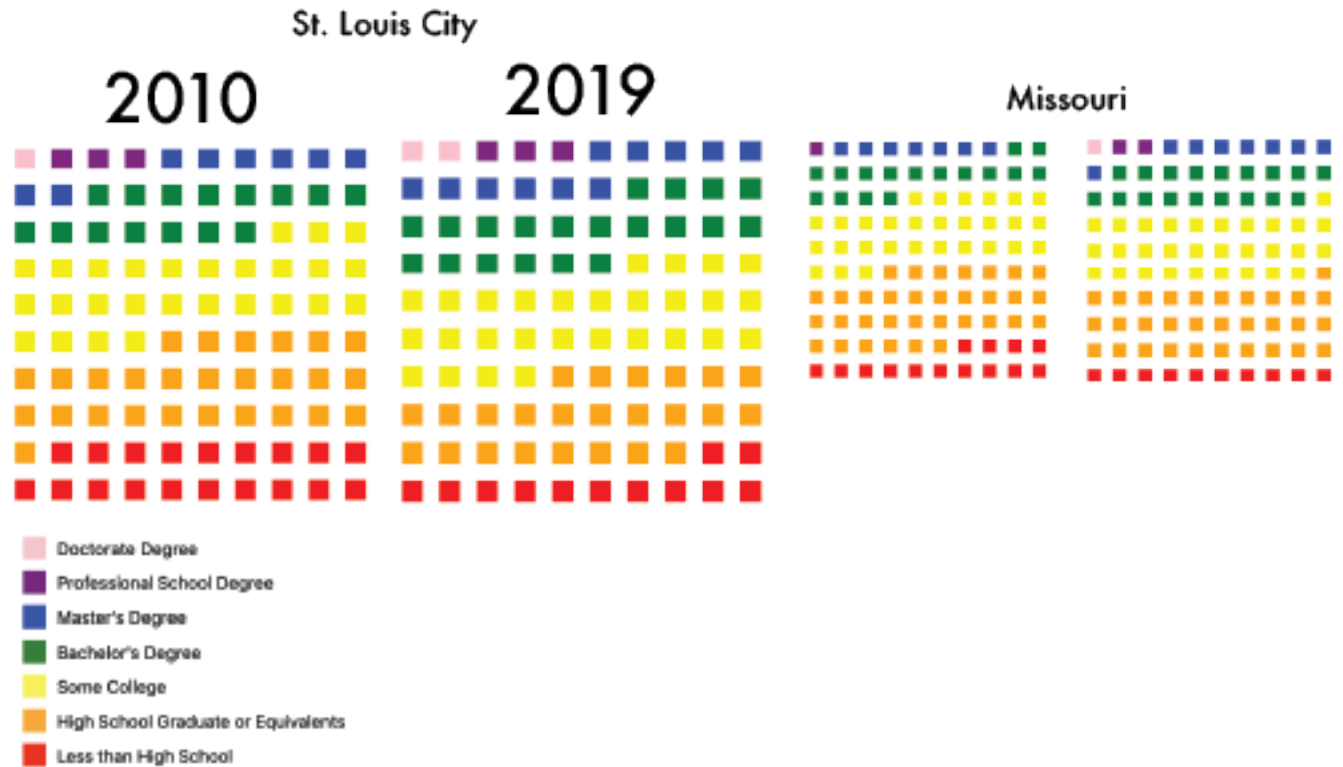 St. Louis City
2010
2019
Missouri
Doctorate Degree
Professional School Degree
Master's Degree
Bachelor's Degree
Some College
High School Graduate or Equivalents
Less than High School